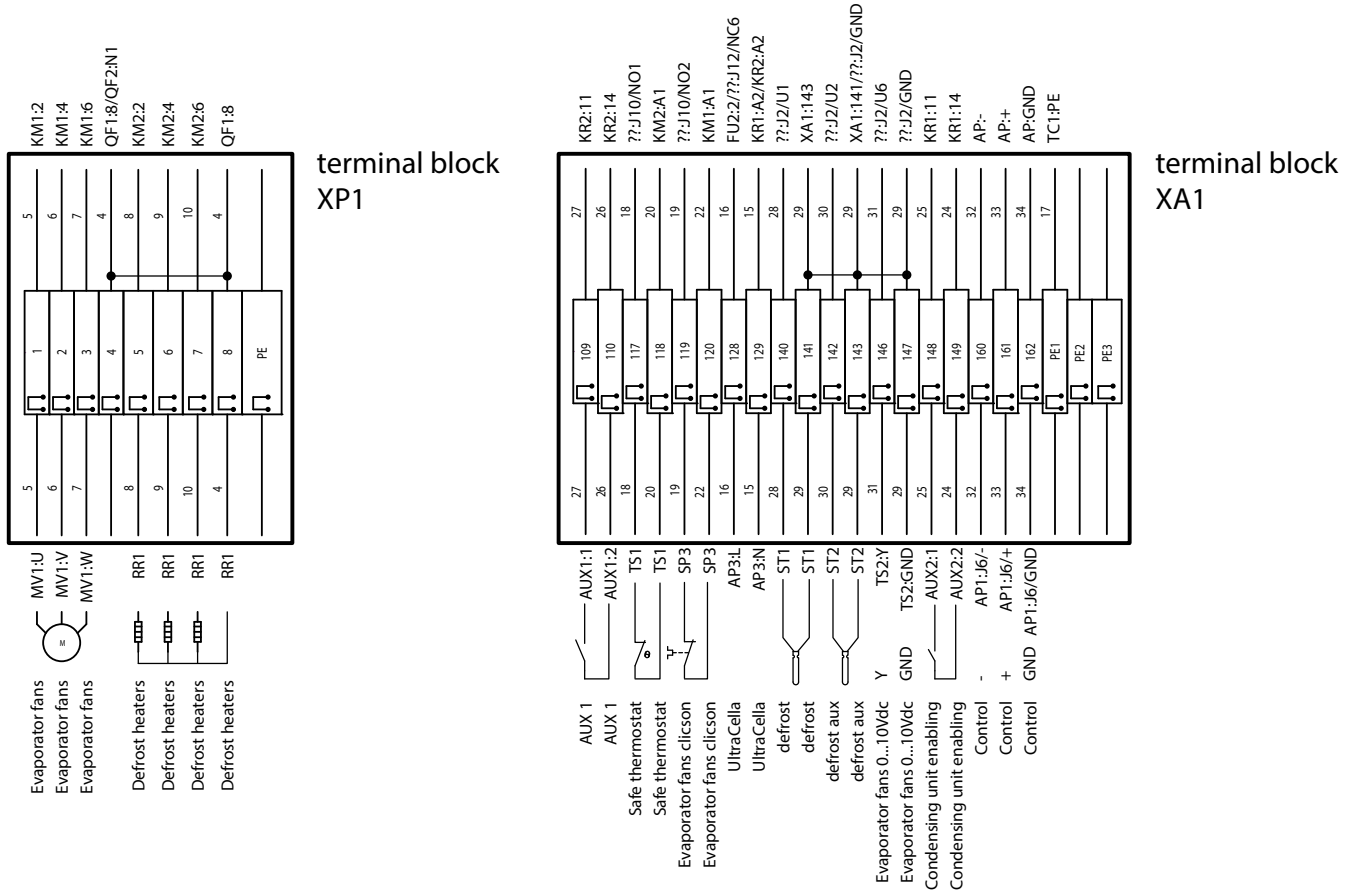 KM1:2
KM1:4
KM1:6
QF1:8/QF2:N1
KM2:2
KM2:4
KM2:6
QF1:8
terminal block
XP1
5
6
7
4
8
9
10
4
1
2
3
4
5
6
7
8
PE
5
6
7
8
9
10
4
MV1:U
MV1:V
MV1:W
RR1
RR1
RR1
RR1
M
Evaporator fans
Evaporator fans
Evaporator fans
Defrost heaters
Defrost heaters
Defrost heaters
Defrost heaters
KR2:11
KR2:14
??:J10/NO1
KM2:A1
??:J10/NO2
KM1:A1
FU2:2/??:J12/NC6
KR1:A2/KR2:A2
??:J2/U1
XA1:143
??:J2/U2
XA1:141/??:J2/GND
??:J2/U6
??:J2/GND
KR1:11
KR1:14
AP:-
AP:+
AP:GND
TC1:PE
terminal block
XA1
27
26
18
20
19
22
16
15
28
29
30
29
31
29
25
24
32
33
34
17
109
110
117
118
119
120
128
129
140
141
142
143
146
147
148
149
160
161
162
PE1
PE2
PE3
27
26
18
20
19
22
16
15
28
29
30
29
31
29
25
24
32
33
34
AUX1:1
AUX1:2
TS1
TS1
SP3
SP3
AP3:L
AP3:N
ST1
ST1
ST2
ST2
TS2:Y
TS2:GND
AUX2:1
AUX2:2
AP1:J6/-
AP1:J6/+
AP1:J6/GND
θ
Y
GND
-
+
GND
AUX 1
AUX 1
Safe thermostat
Safe thermostat
Evaporator fans clicson
Evaporator fans clicson
UltraCella
UltraCella
defrost
defrost
defrost aux
defrost aux
Evaporator fans 0...10Vdc
Evaporator fans 0...10Vdc
Condensing unit enabling
Condensing unit enabling
Control
Control
Control